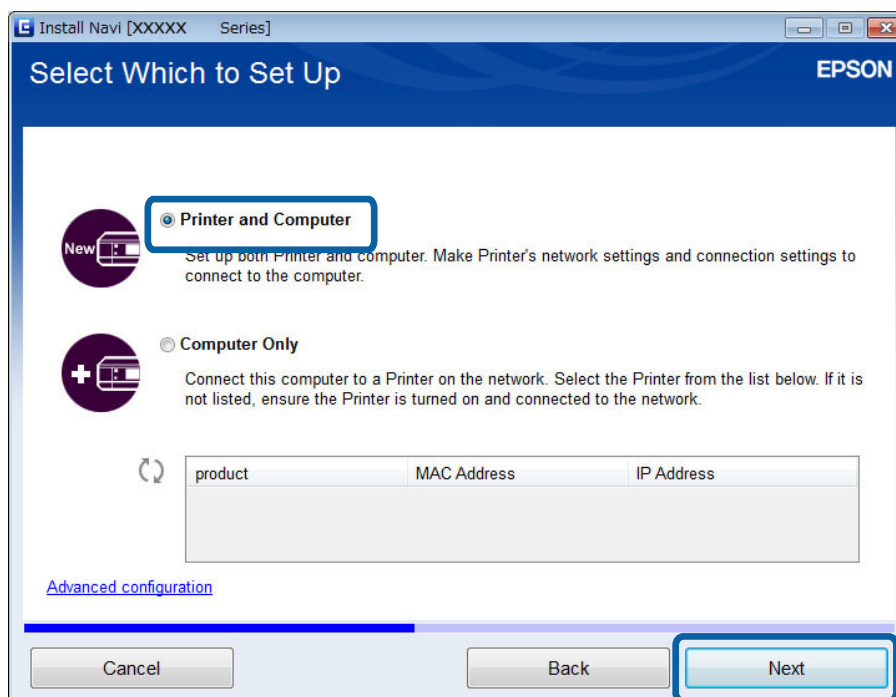 Install Navi [XXXXX Series]
Select Which to Set Up
EPSON
New
Printer and Computer
Set up both Printer and computer. Make Printer's network settings and connection settings to
connect to the computer.
Computer Only
Connect this computer to a Printer on the network. Select the Printer from the list below. If it is
not listed, ensure the Printer is turned on and connected to the network.
product MAC Address IP Address
Advanced configuration
Cancel Back Next